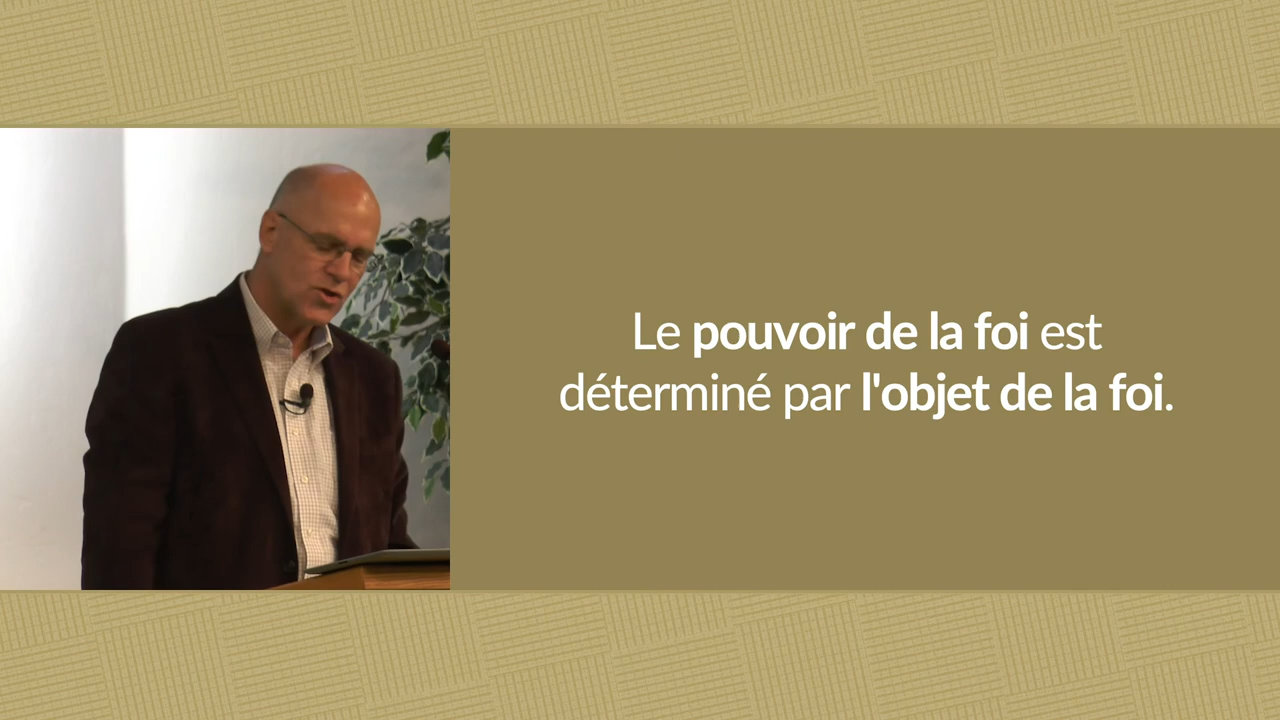 Le pouvoir de la foi est
déterminé par l'objet de la foi.